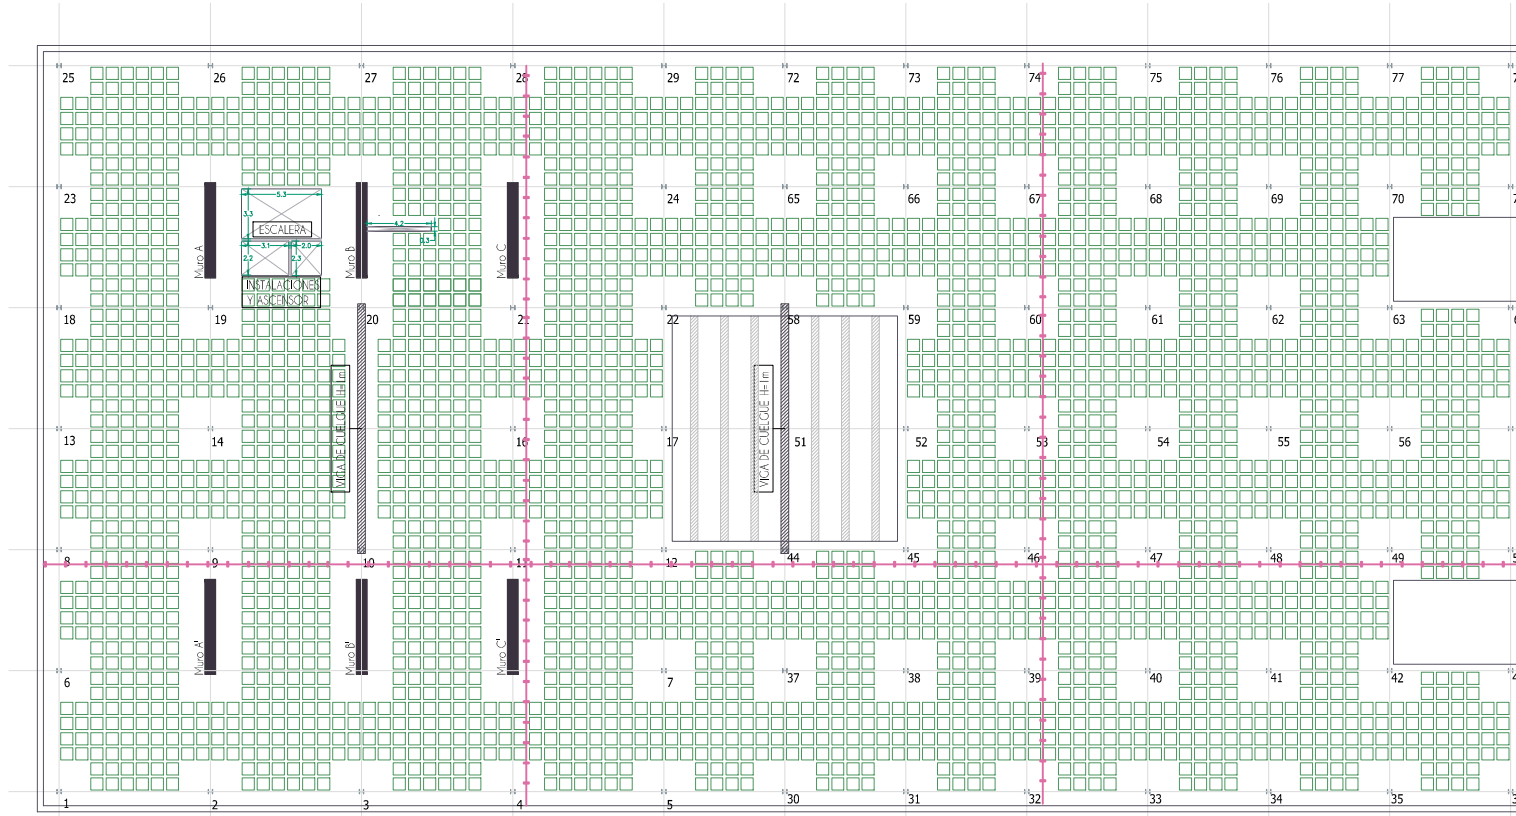 25 26 27 28 29 72 73 74 75 76 77
23 24 65 66 67 68 69 70
5.3
3.3
4.2
ESCALERA
3.1 2.0
2.2 2.3
Muro A
Muro B
Muro C
INSTALACIONES
Y ASCENSOR
18 19 20 21 22 58 59 60 61 62 63
VIGA DE CUELGUE H=1m
VIGA DE CUELGUE H=1m
13 14 16 17 51 52 53 54 55 56
8 9 10 11 12 44 45 46 47 48 49
Muro A'
Muro B'
Muro C'
6 7 37 38 39 40 41 42
1 2 3 4 5 30 31 32 33 34 35